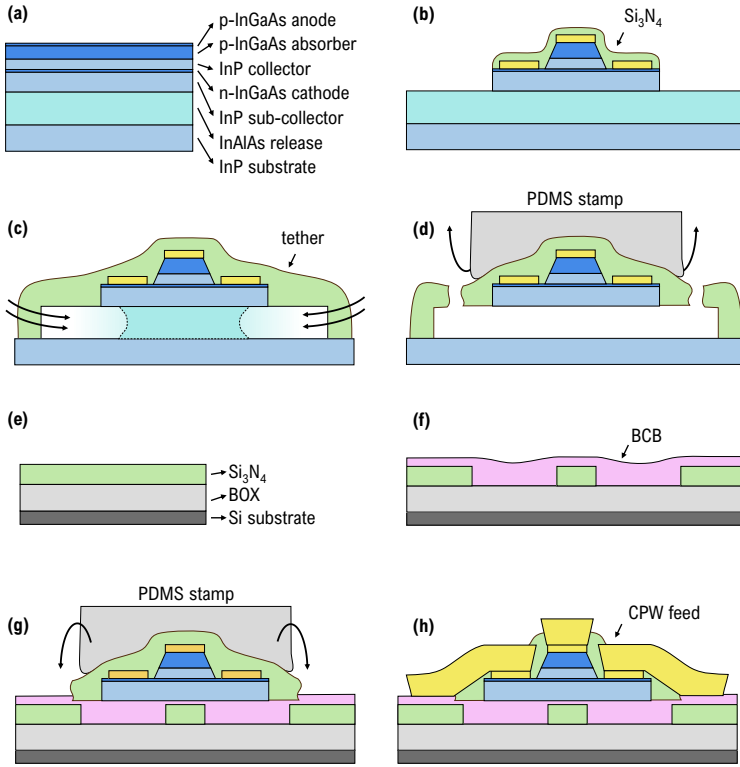 (a)
p-InGaAs anode
p-InGaAs absorber
InP collector
n-InGaAs cathode
InP sub-collector
InAlAs release
InP substrate
(b)
Si₃N₄
(c)
tether
(d)
PDMS stamp
(e)
Si₃N₄
BOX
Si substrate
(f)
BCB
(g)
PDMS stamp
(h)
CPW feed